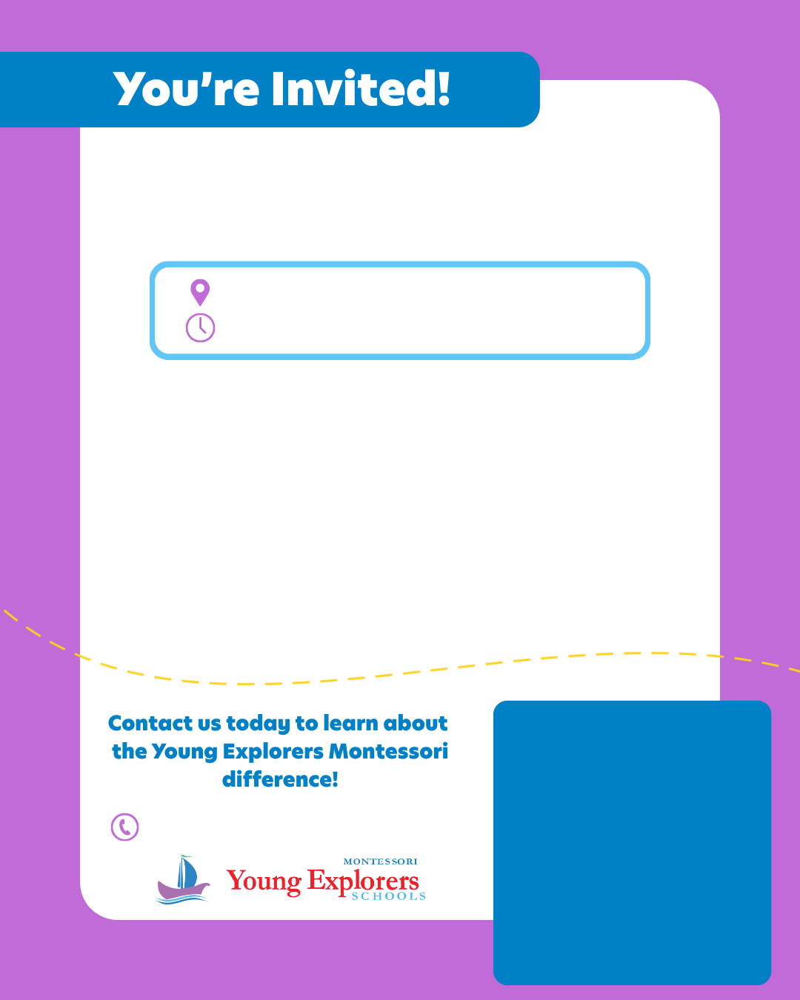 You're Invited!
Contact us today to learn about
the Young Explorers Montessori
difference!
MONTESSORI
Young Explorers
SCHOOLS